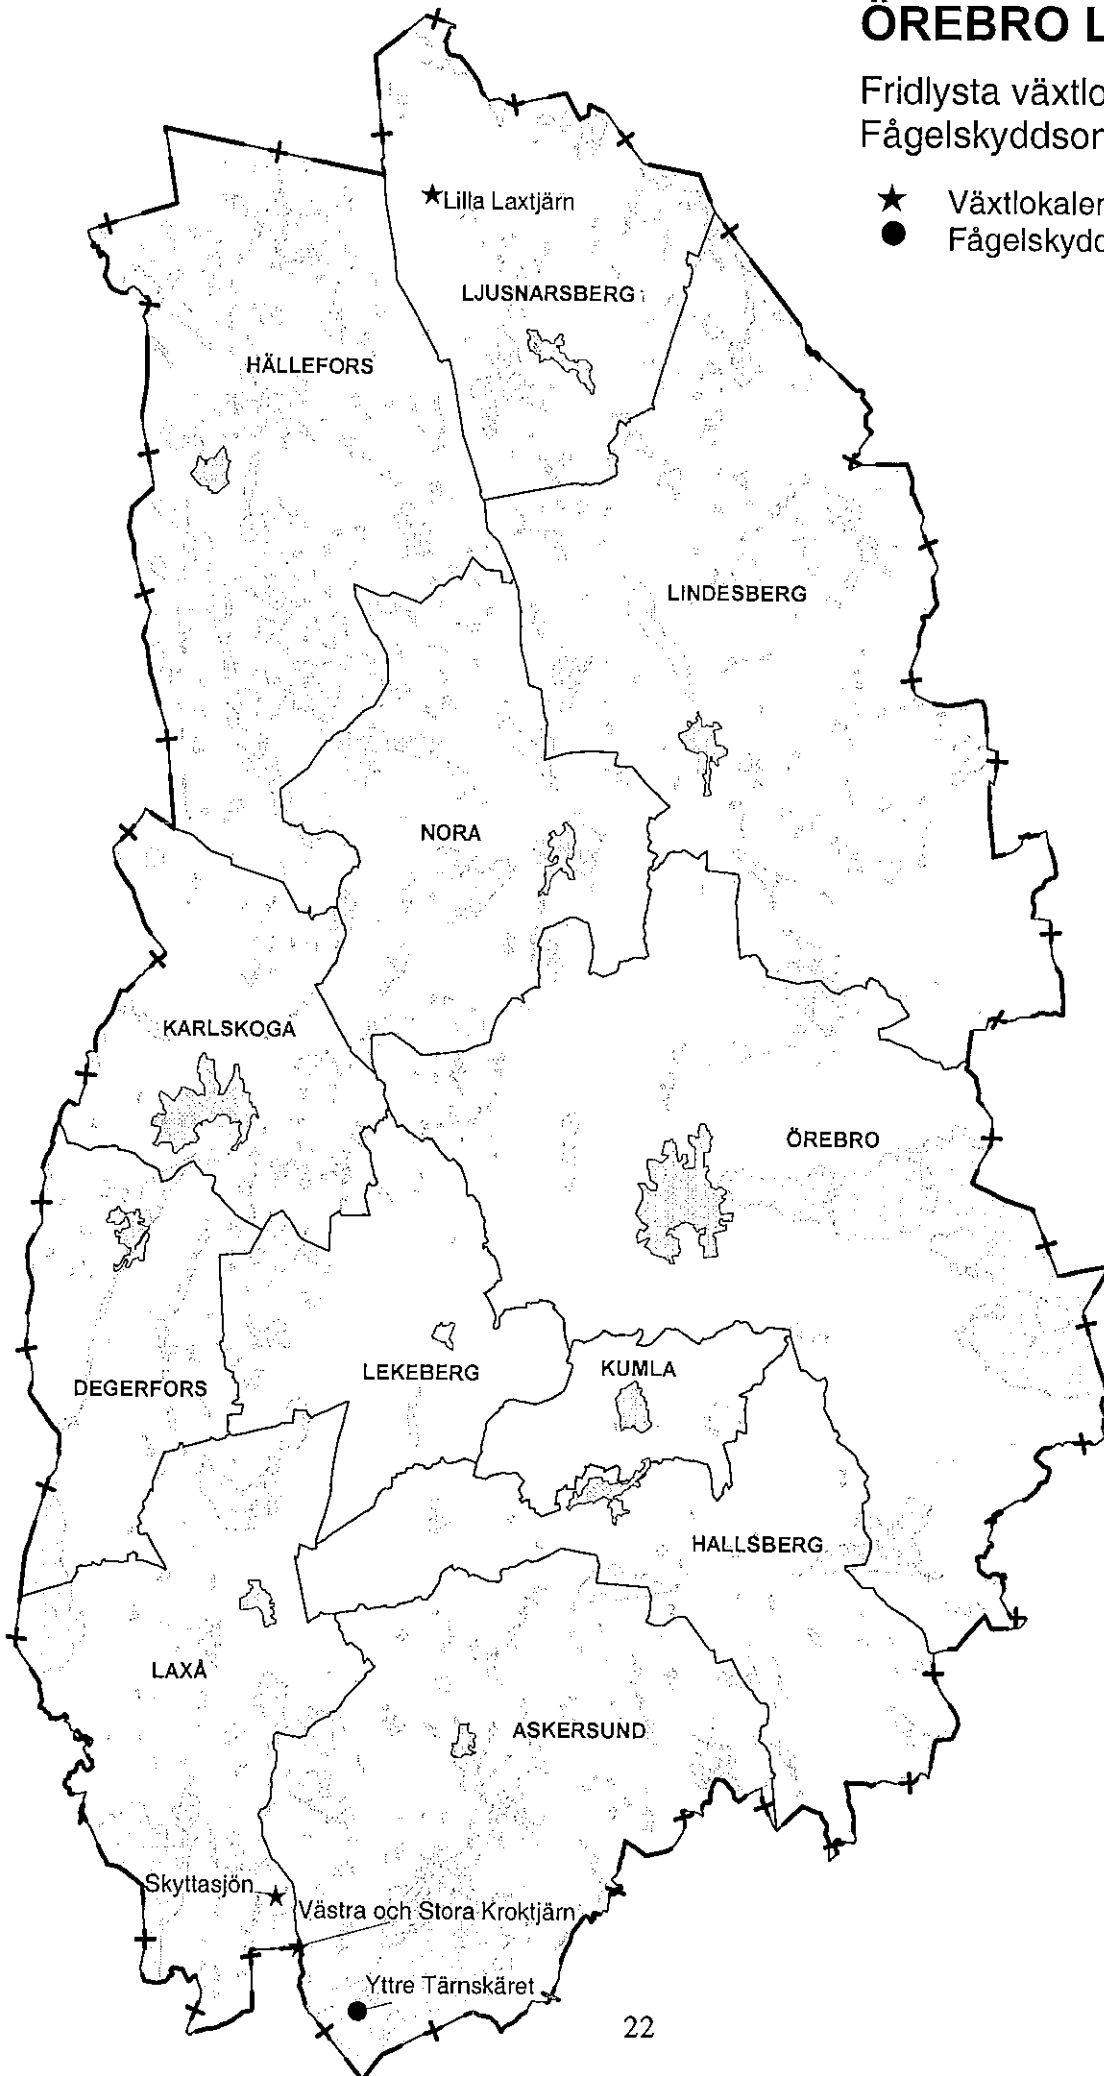 ÖREBRO L
Fridlysta växtlo
Fågelskyddson
Växtlokaler
Fågelskydd
Lilla Laxtjärn
LJUSNARSBERG
HÄLLEFORS
LINDESBERG
NORA
KARLSKOGA
ÖREBRO
LEKEBERG
KUMLA
DEGERFORS
HALLSBERG
LAXÅ
ASKERSUND
Skyttasjön
Västra och Stora Kroktjärn
Yttre Tärnskäret
22